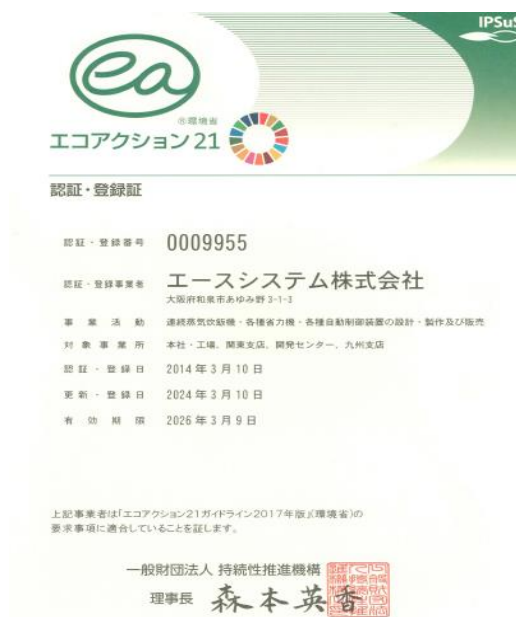 IPSuS
ea
®環境省
エコアクション21
認証・登録証
認証・登録番号 0009955
認証・登録事業者 エースシステム株式会社
大阪府和泉市あゆみ野3-1-3
事業活動 連続蒸気炊飯機・各種省力機・各種自動制御装置の設計・製作及び販売
対象事業所 本社・工場、関東支店、開発センター、九州支店
認証・登録日 2014年3月10日
更新・登録日 2024年3月10日
有効期限 2026年3月9日
上記事業者は「エコアクション21ガイドライン2017年版」(環境省)の
要求事項に適合していることを証します。
一般財団法人 持続性推進機構
理事長 森本英香